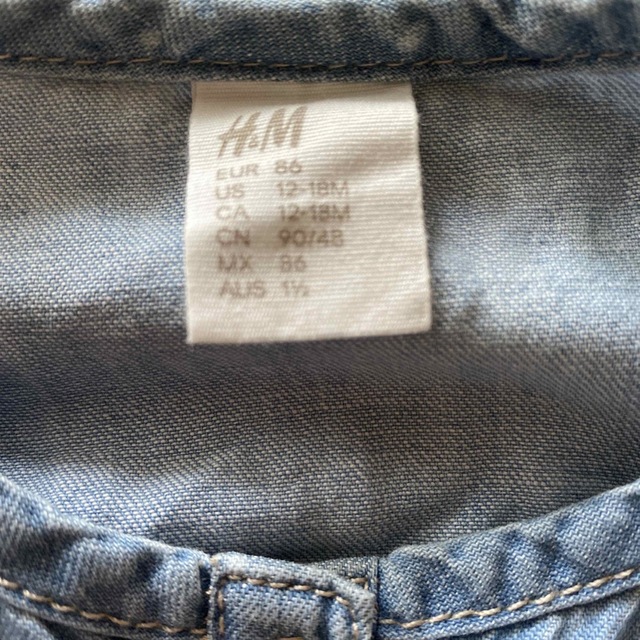 H&M
EUR 86
US 12-18M
CA 12-18M
CN 90/48
MX 86
AUS 1½